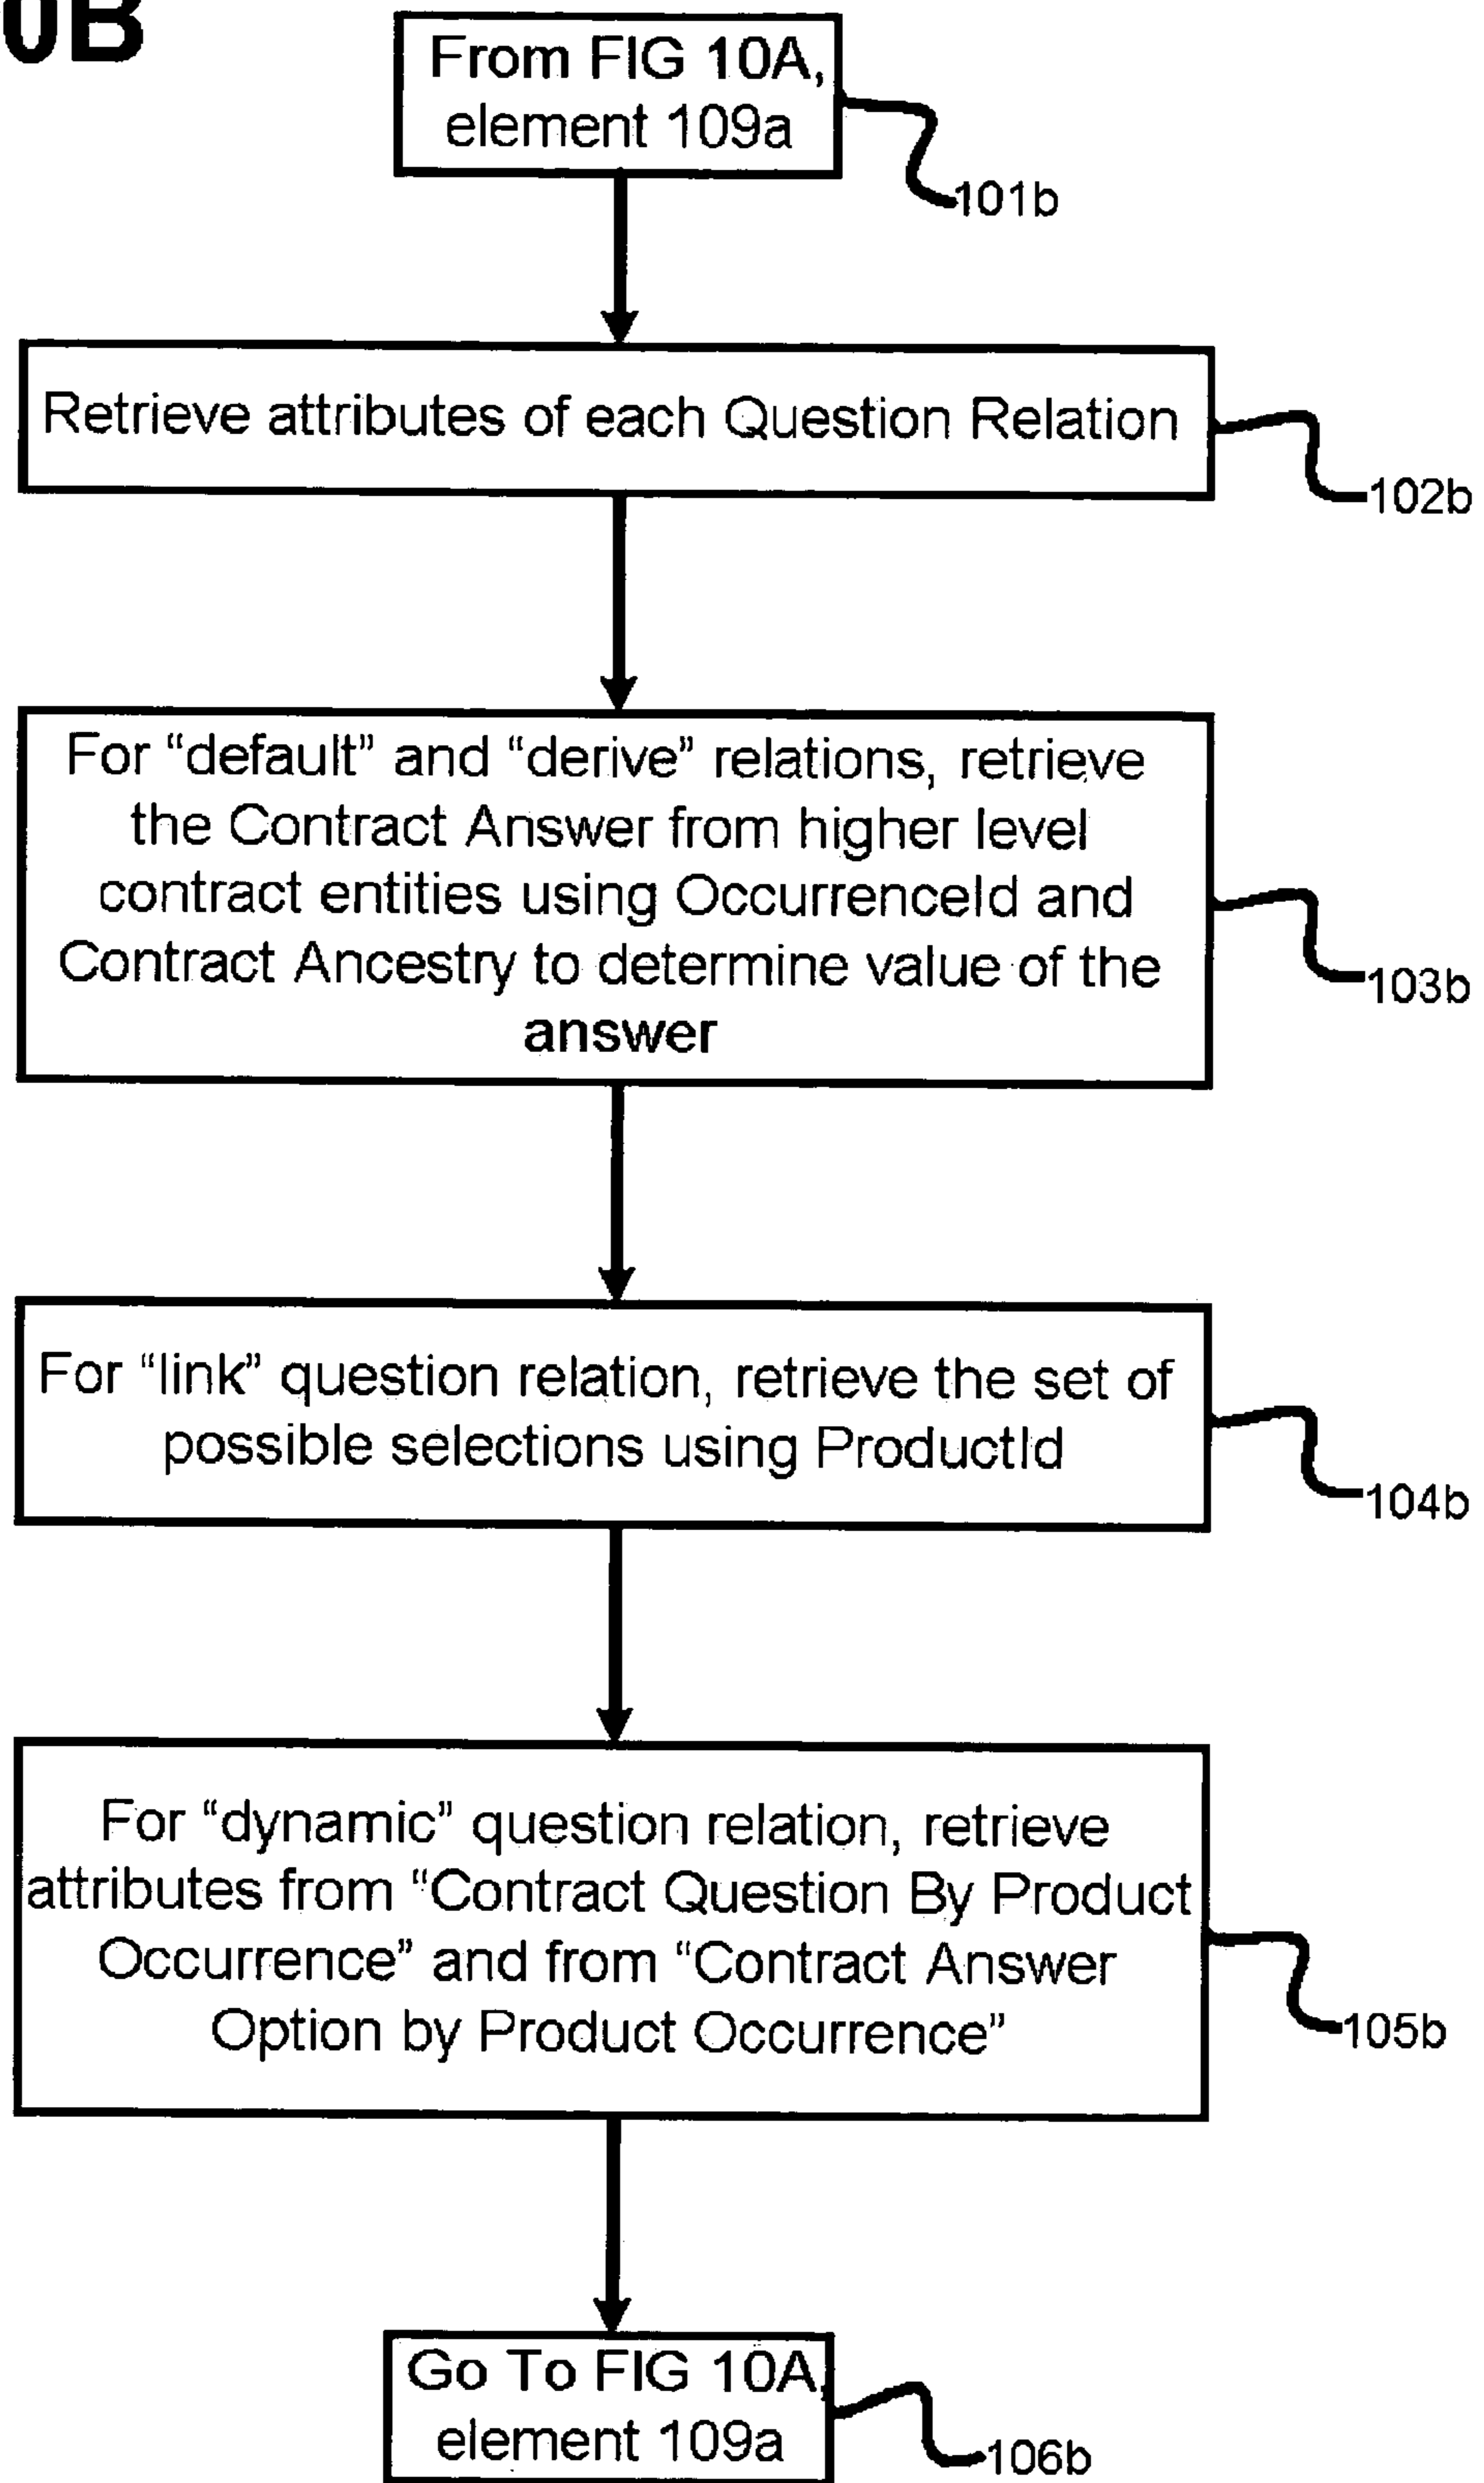 0B
From FIG 10A,
element 109a
101b
Retrieve attributes of each Question Relation
102b
For “default” and “derive” relations, retrieve
the Contract Answer from higher level
contract entities using OccurrenceId and
Contract Ancestry to determine value of the
answer
103b
For “link” question relation, retrieve the set of
possible selections using ProductId
104b
For “dynamic” question relation, retrieve
attributes from “Contract Question By Product
Occurrence” and from “Contract Answer
Option by Product Occurrence”
105b
Go To FIG 10A,
element 109a
106b